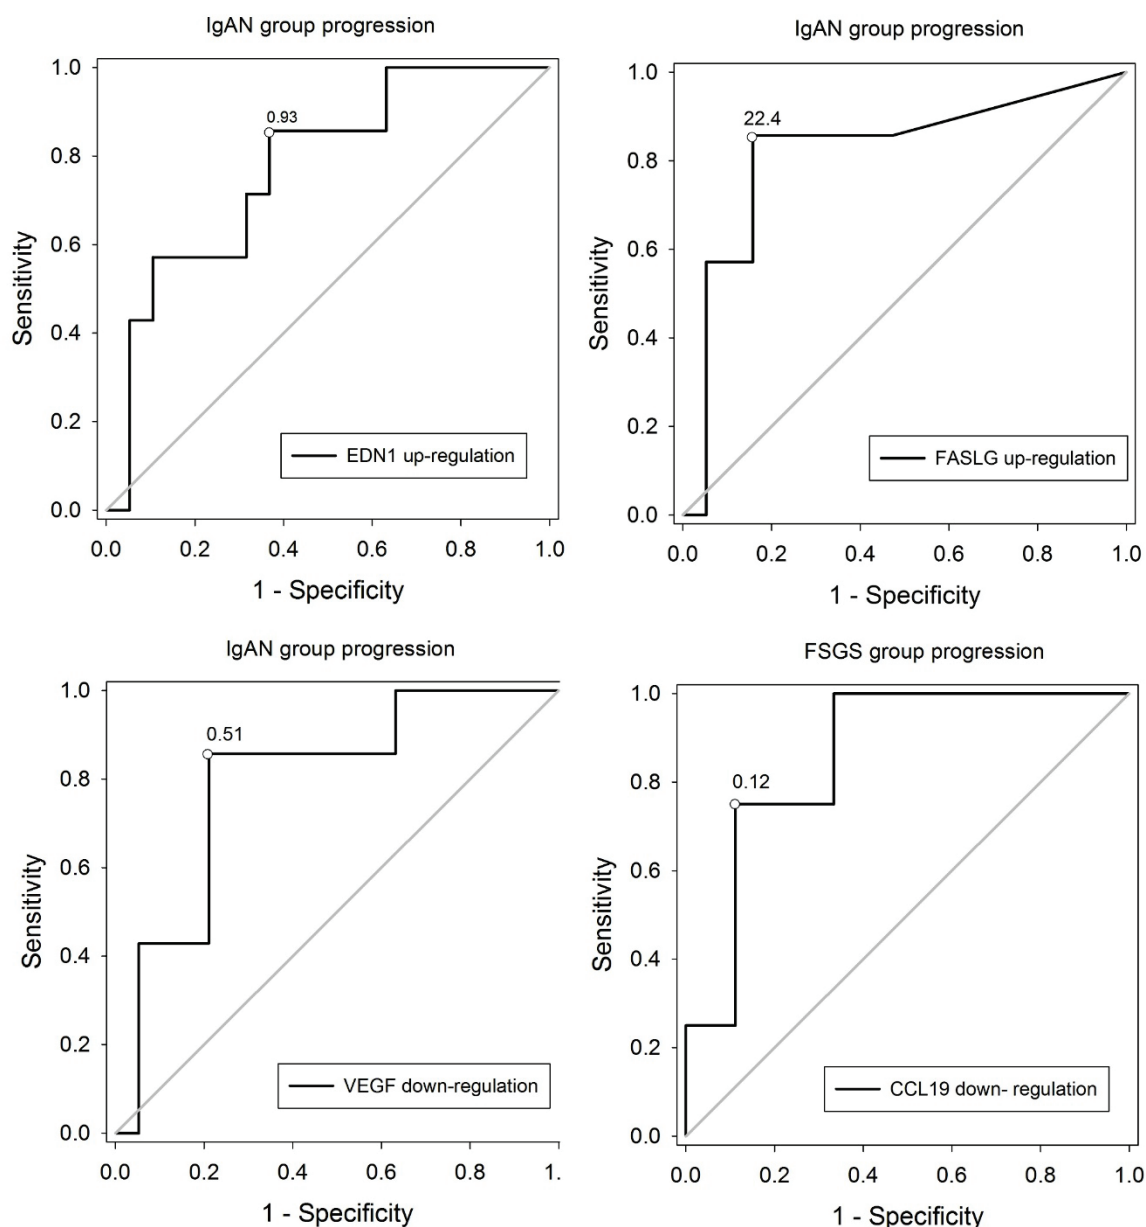 IgAN group progression
1.0
0.8
0.6
0.4
0.2
0.0
Sensitivity
0.93
EDN1 up-regulation
0.0 0.2 0.4 0.6 0.8 1.0
1 - Specificity
IgAN group progression
1.0
0.8
0.6
0.4
0.2
0.0
Sensitivity
22.4
FASLG up-regulation
0.0 0.2 0.4 0.6 0.8 1.0
1 - Specificity
IgAN group progression
1.0
0.8
0.6
0.4
0.2
0.0
Sensitivity
0.51
VEGF down-regulation
0.0 0.2 0.4 0.6 0.8 1.
1 - Specificity
FSGS group progression
1.0
0.8
0.6
0.4
0.2
0.0
Sensitivity
0.12
CCL19 down- regulation
0.0 0.2 0.4 0.6 0.8 1.0
1 - Specificity